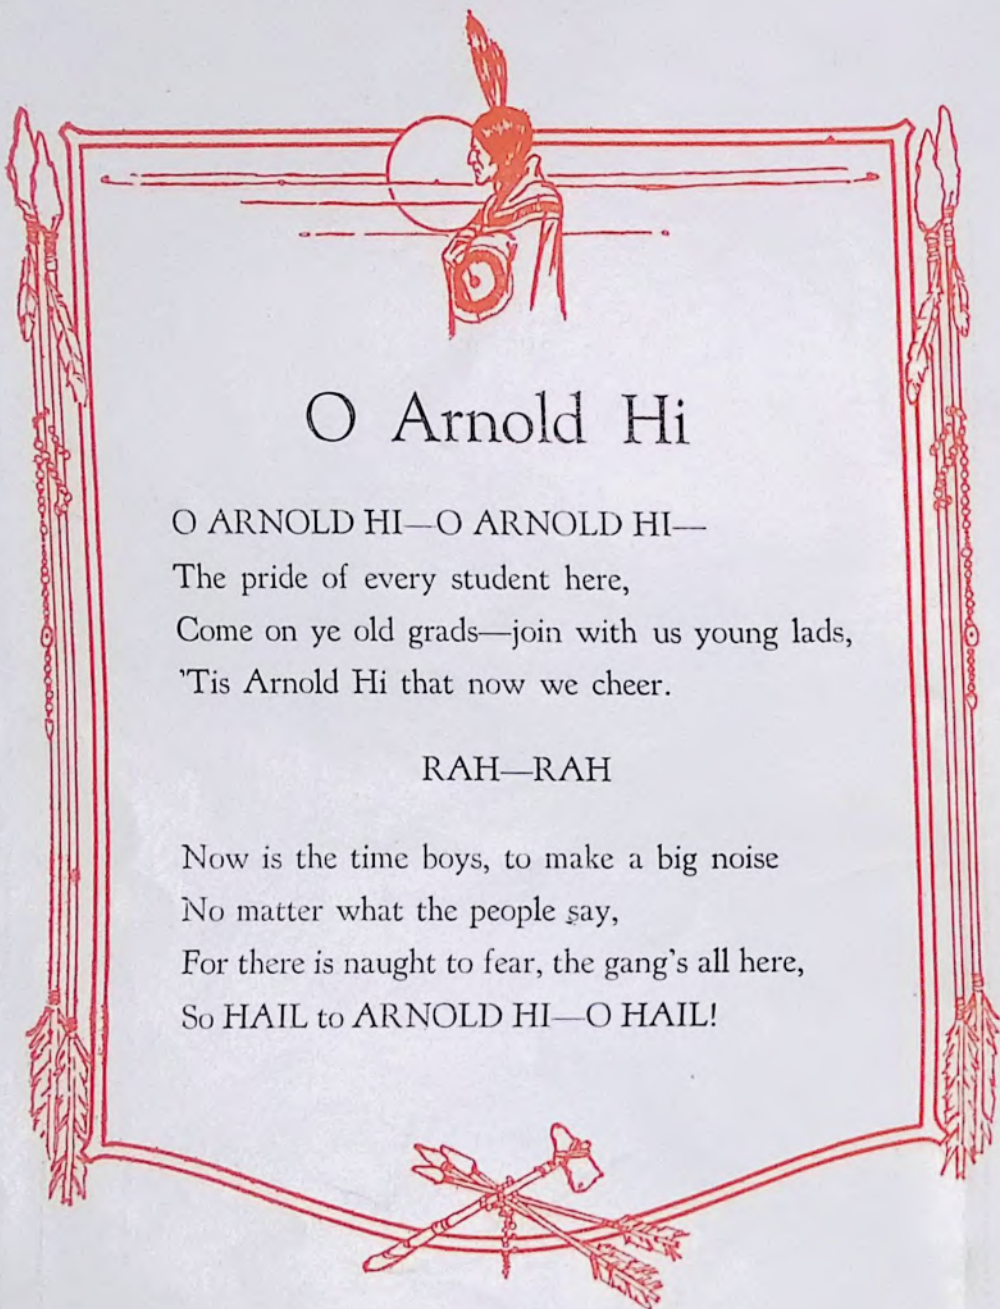 O Arnold Hi
O ARNOLD HI—O ARNOLD HI—
The pride of every student here,
Come on ye old grads—join with us young lads,
'Tis Arnold Hi that now we cheer.
RAH—RAH
Now is the time boys, to make a big noise
No matter what the people say,
For there is naught to fear, the gang's all here,
So HAIL to ARNOLD HI—O HAIL!